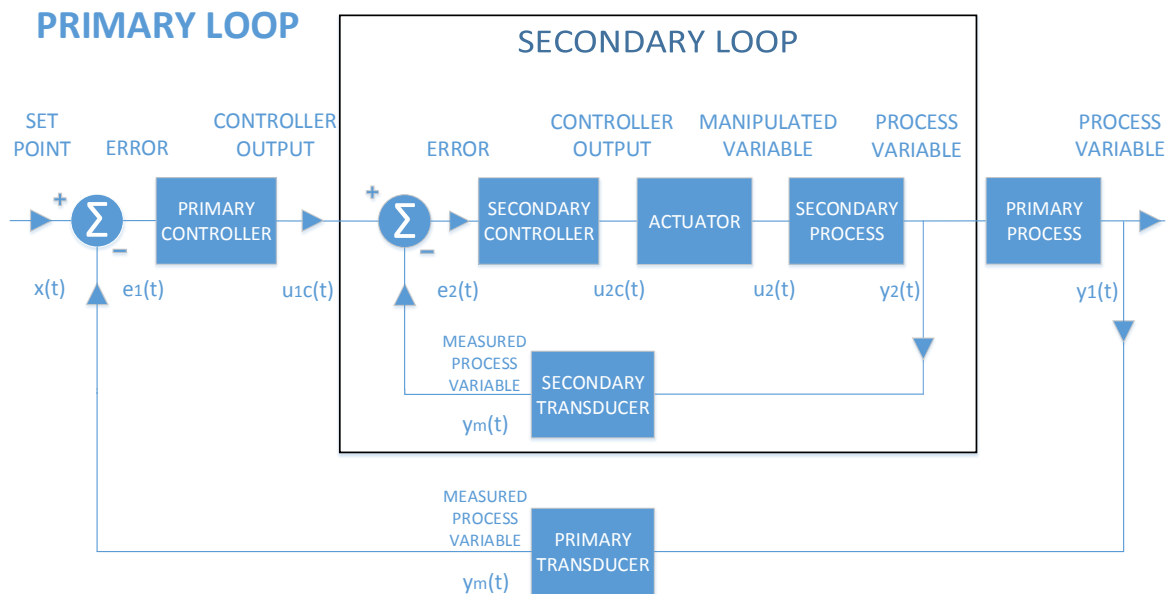 PRIMARY LOOP
SECONDARY LOOP
SET
POINT
ERROR
CONTROLLER
OUTPUT
ERROR
CONTROLLER
OUTPUT
MANIPULATED
VARIABLE
PROCESS
VARIABLE
PROCESS
VARIABLE
+
Σ
−
PRIMARY
CONTROLLER
+
Σ
−
SECONDARY
CONTROLLER
ACTUATOR
SECONDARY
PROCESS
PRIMARY
PROCESS
x(t)
e1(t)
u1c(t)
e2(t)
u2c(t)
u2(t)
y2(t)
y1(t)
MEASURED
PROCESS
VARIABLE
ym(t)
SECONDARY
TRANSDUCER
MEASURED
PROCESS
VARIABLE
ym(t)
PRIMARY
TRANSDUCER